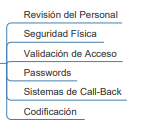 Revisión del Personal
Seguridad Física
Validación de Acceso
Passwords
Sistemas de Call-Back
Codificación